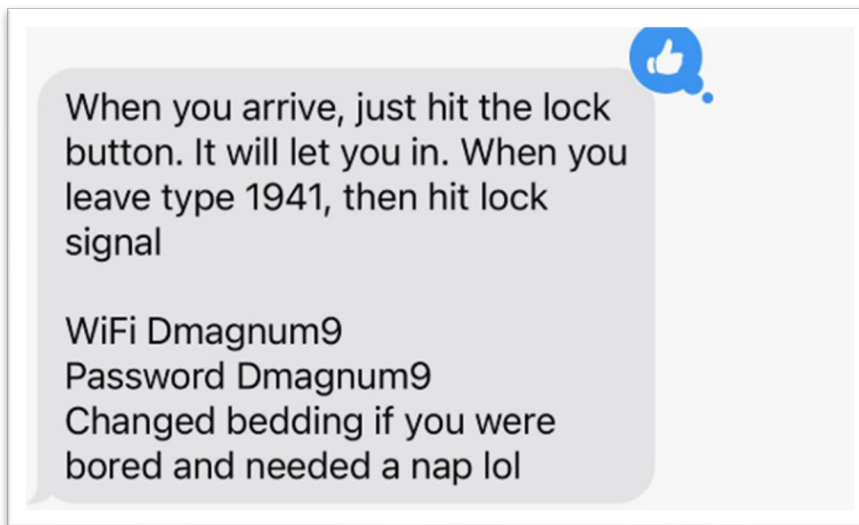 When you arrive, just hit the lock
button. It will let you in. When you
leave type 1941, then hit lock
signal
WiFi Dmagnum9
Password Dmagnum9
Changed bedding if you were
bored and needed a nap lol